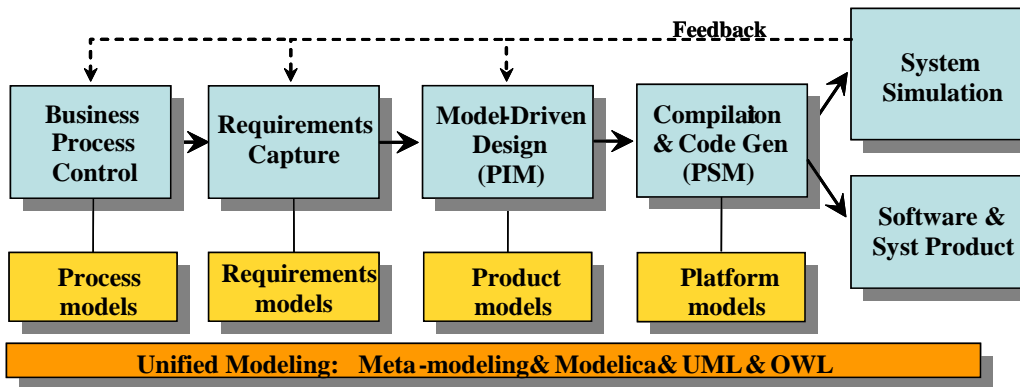 Feedback
Business
Process
Control
Requirements
Capture
Model-Driven
Design
(PIM)
Compilation
& Code Gen
(PSM)
System
Simulation
Software &
Syst Product
Process
models
Requirements
models
Product
models
Platform
models
Unified Modeling: Meta-modeling& Modelica& UML& OWL